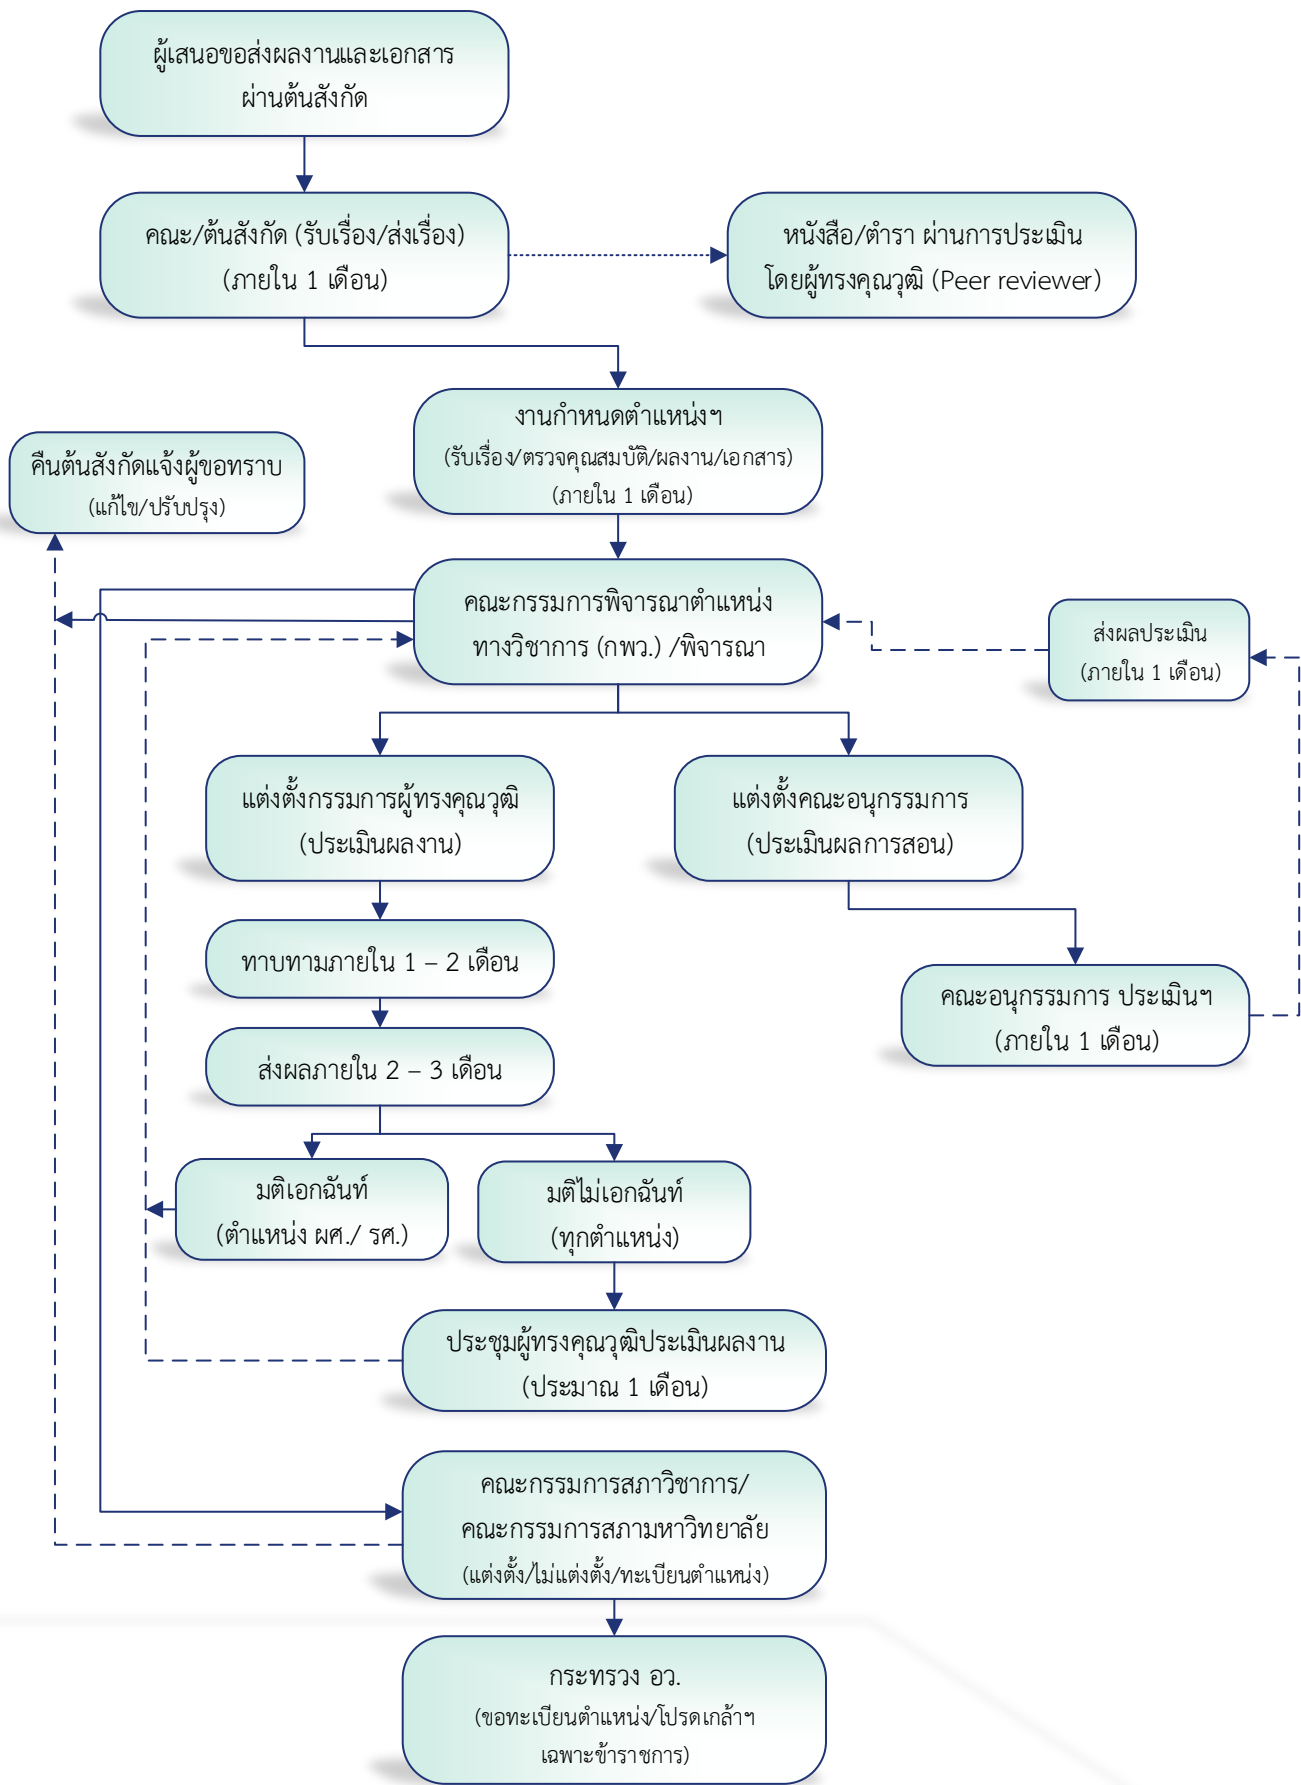 ผู้เสนอขอส่งผลงานและเอกสาร
ผ่านต้นสังกัด
คณะ/ต้นสังกัด (รับเรื่อง/ส่งเรื่อง)
(ภายใน 1 เดือน)
หนังสือ/ตำรา ผ่านการประเมิน
โดยผู้ทรงคุณวุฒิ (Peer reviewer)
งานกำหนดตำแหน่งฯ
(รับเรื่อง/ตรวจคุณสมบัติ/ผลงาน/เอกสาร)
(ภายใน 1 เดือน)
คืนต้นสังกัดแจ้งผู้ขอทราบ
(แก้ไข/ปรับปรุง)
คณะกรรมการพิจารณาตำแหน่ง
ทางวิชาการ (กพว.) /พิจารณา
ส่งผลประเมิน
(ภายใน 1 เดือน)
แต่งตั้งกรรมการผู้ทรงคุณวุฒิ
(ประเมินผลงาน)
แต่งตั้งคณะอนุกรรมการ
(ประเมินผลการสอน)
ทาบทามภายใน 1 – 2 เดือน
คณะอนุกรรมการ ประเมินฯ
(ภายใน 1 เดือน)
ส่งผลภายใน 2 – 3 เดือน
มติเอกฉันท์
(ตำแหน่ง ผศ./ รศ.)
มติไม่เอกฉันท์
(ทุกตำแหน่ง)
ประชุมผู้ทรงคุณวุฒิประเมินผลงาน
(ประมาณ 1 เดือน)
คณะกรรมการสภาวิชาการ/
คณะกรรมการสภามหาวิทยาลัย
(แต่งตั้ง/ไม่แต่งตั้ง/ทะเบียนตำแหน่ง)
กระทรวง อว.
(ขอทะเบียนตำแหน่ง/โปรดเกล้าฯ
เฉพาะข้าราชการ)